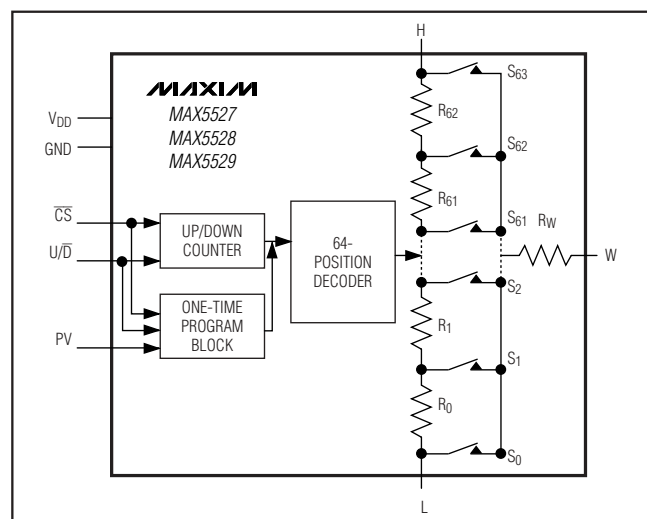 H
MAXIM
MAX5527
MAX5528
MAX5529
VDD
GND
C̅S̅
U/D̅
PV
UP/DOWN
COUNTER
ONE-TIME
PROGRAM
BLOCK
64-
POSITION
DECODER
S63
R62
S62
R61
S61
RW
W
S2
R1
S1
R0
S0
L